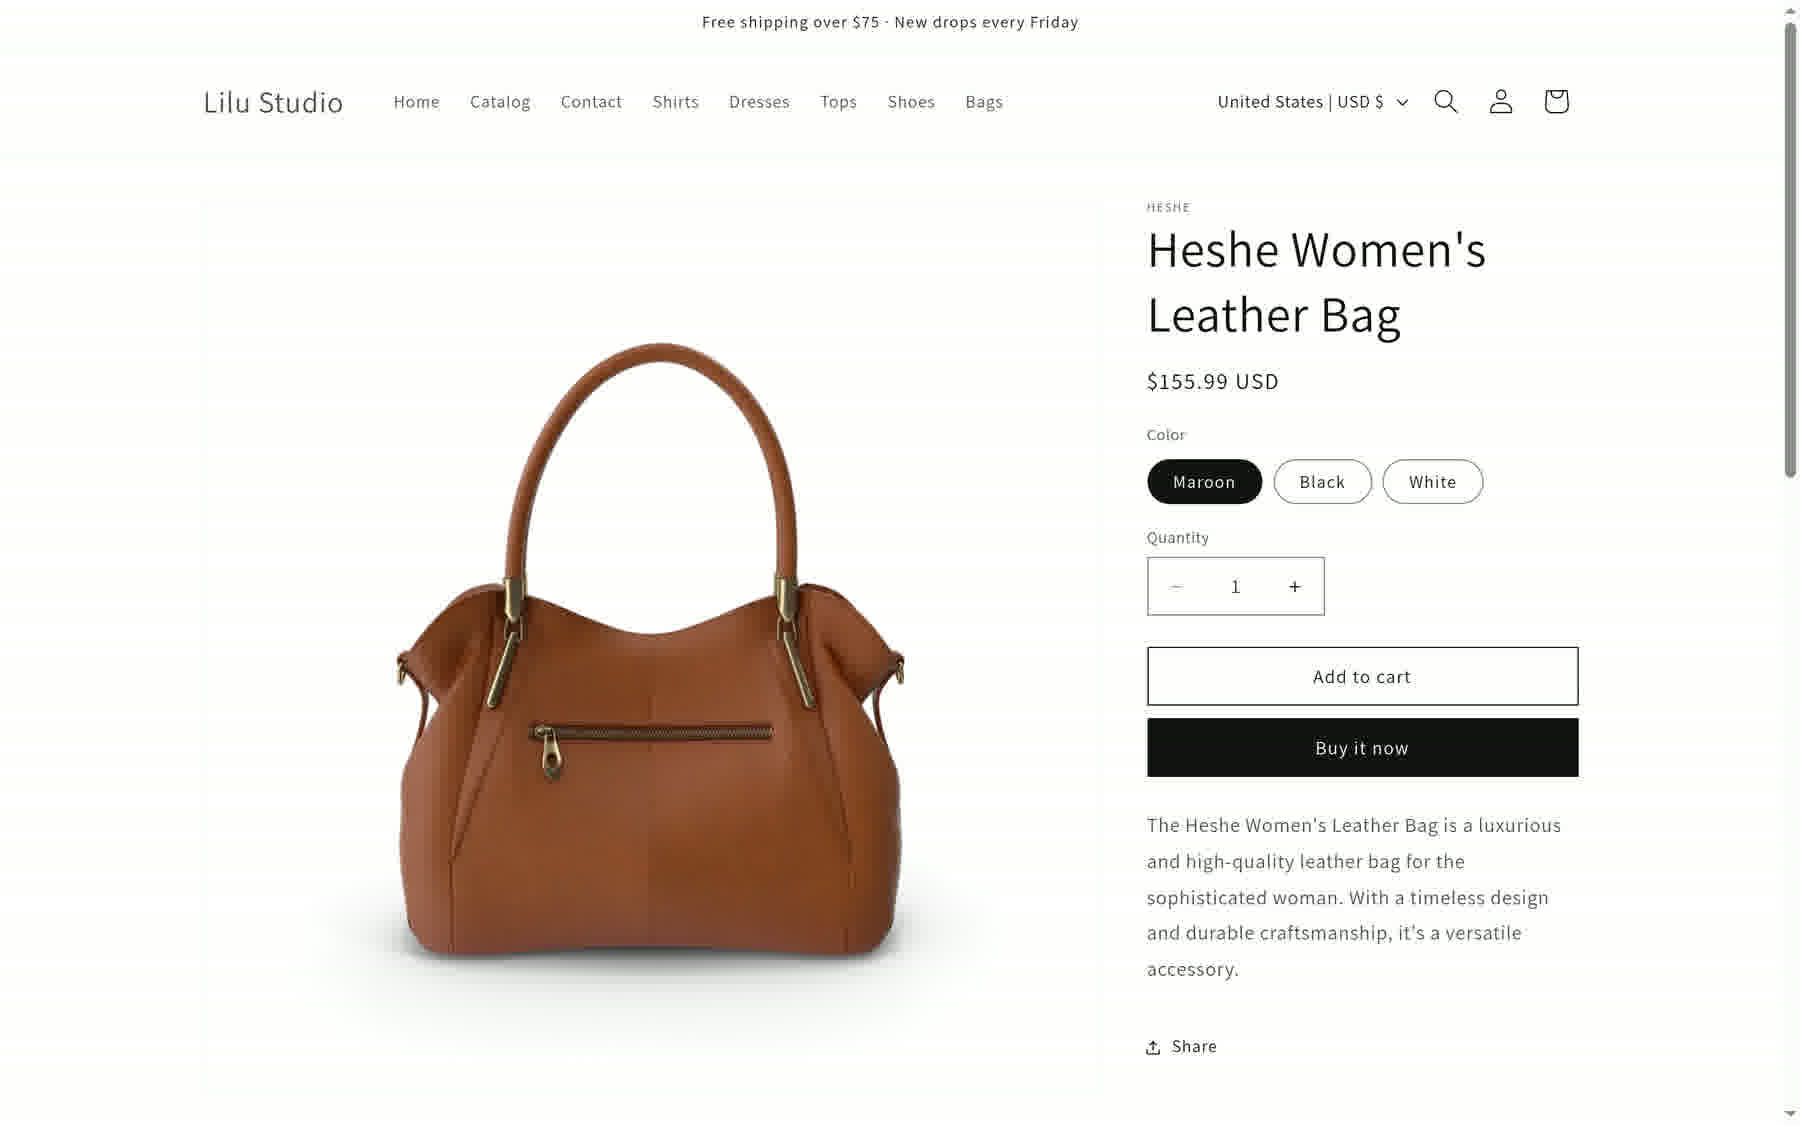 Free shipping over $75 · New drops every Friday
Lilu Studio
Home Catalog Contact Shirts Dresses Tops Shoes Bags
United States | USD $
HESHE
Heshe Women's
Leather Bag
$155.99 USD
Color
Maroon Black White
Quantity
− 1 +
Add to cart
Buy it now
The Heshe Women's Leather Bag is a luxurious
and high-quality leather bag for the
sophisticated woman. With a timeless design
and durable craftsmanship, it's a versatile
accessory.
Share